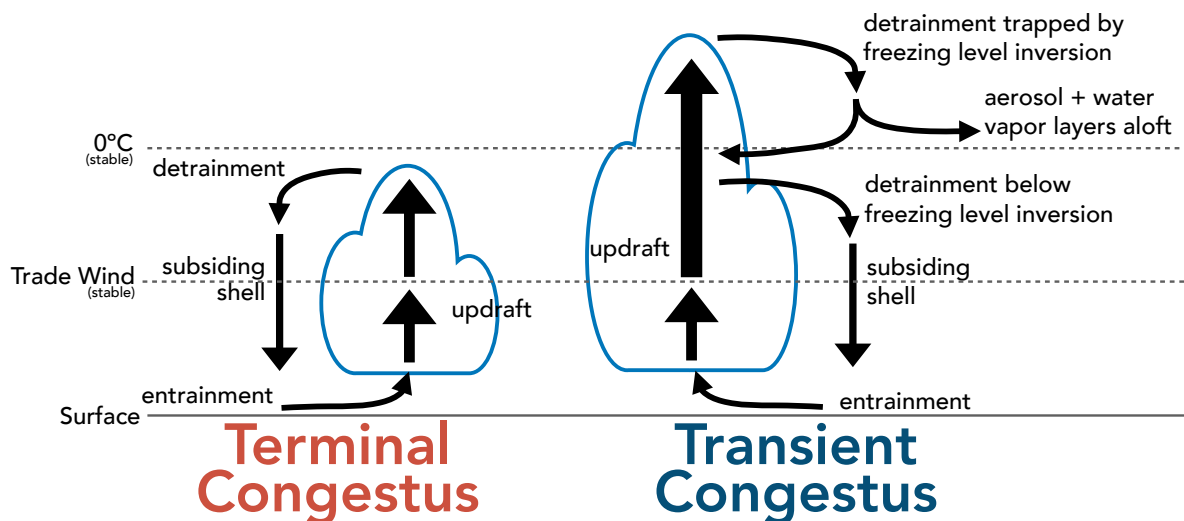 detrainment trapped by
freezing level inversion
aerosol + water
vapor layers aloft
0°C
(stable)
detrainment
detrainment below
freezing level inversion
updraft
Trade Wind
(stable)
subsiding
shell
subsiding
shell
updraft
entrainment
entrainment
Surface
Terminal
Congestus
Transient
Congestus